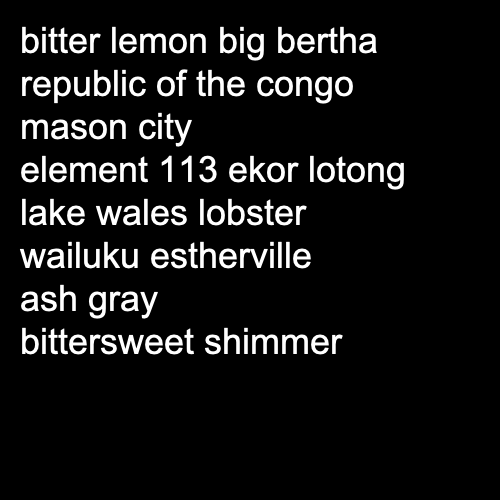 bitter lemon big bertha
republic of the congo
mason city
element 113 ekor lotong
lake wales lobster
wailuku estherville
ash gray
bittersweet shimmer